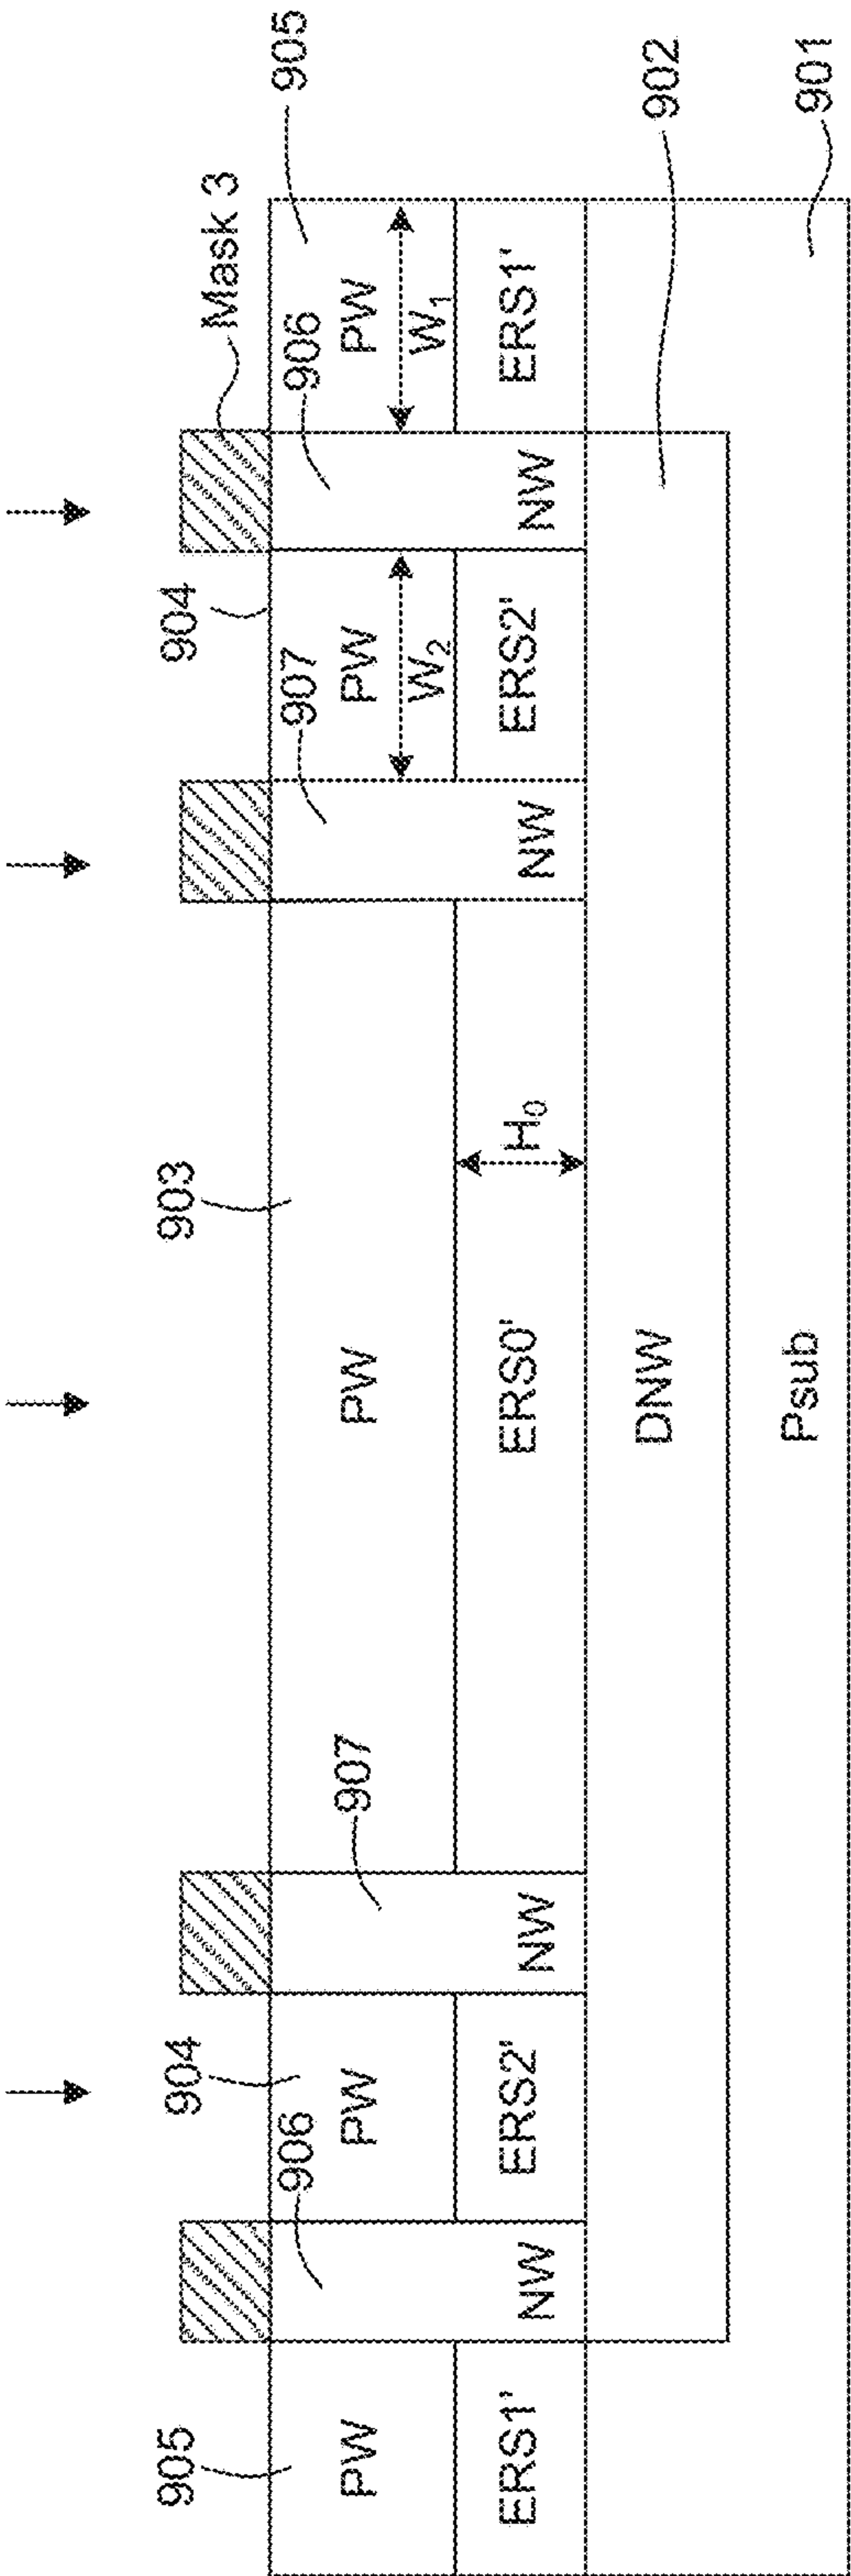 905
904
903
904
Mask 3
905
906
907
907
906
PW
PW
PW
PW
PW
W₂
W₁
ERS1'
NW
ERS2'
NW
ERS0'
H₀
NW
ERS2'
NW
ERS1'
DNW
902
Psub
901